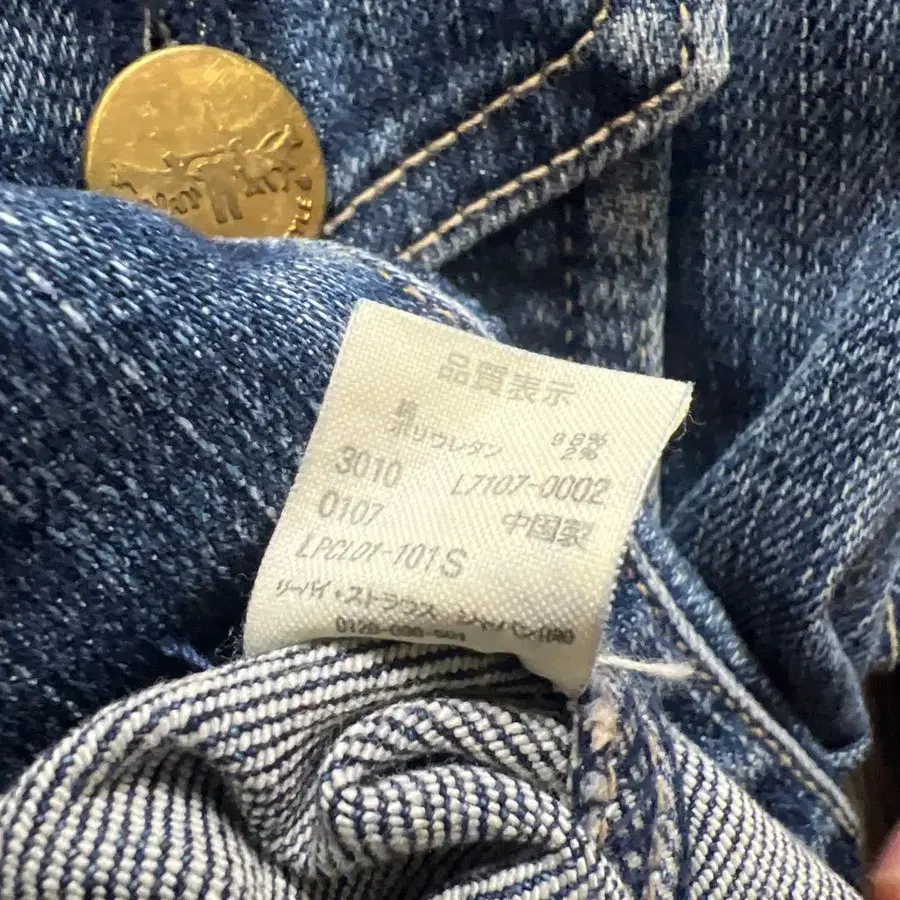 品質表示
綿 98%
ポリウレタン 2%
3010 L7107-0002
0107 中国製
LPCL01-101S
リーバイ・ストラウス ジャパン(株)